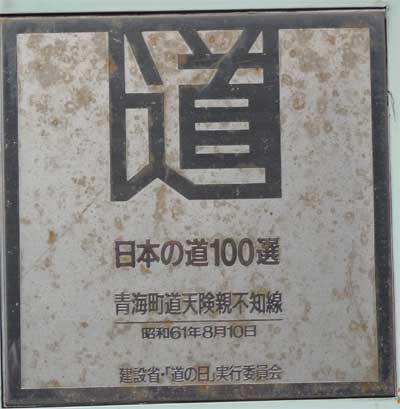 道
日本の道100選
青海町道天険親不知線
昭和61年8月10日
建設省・「道の日」実行委員会